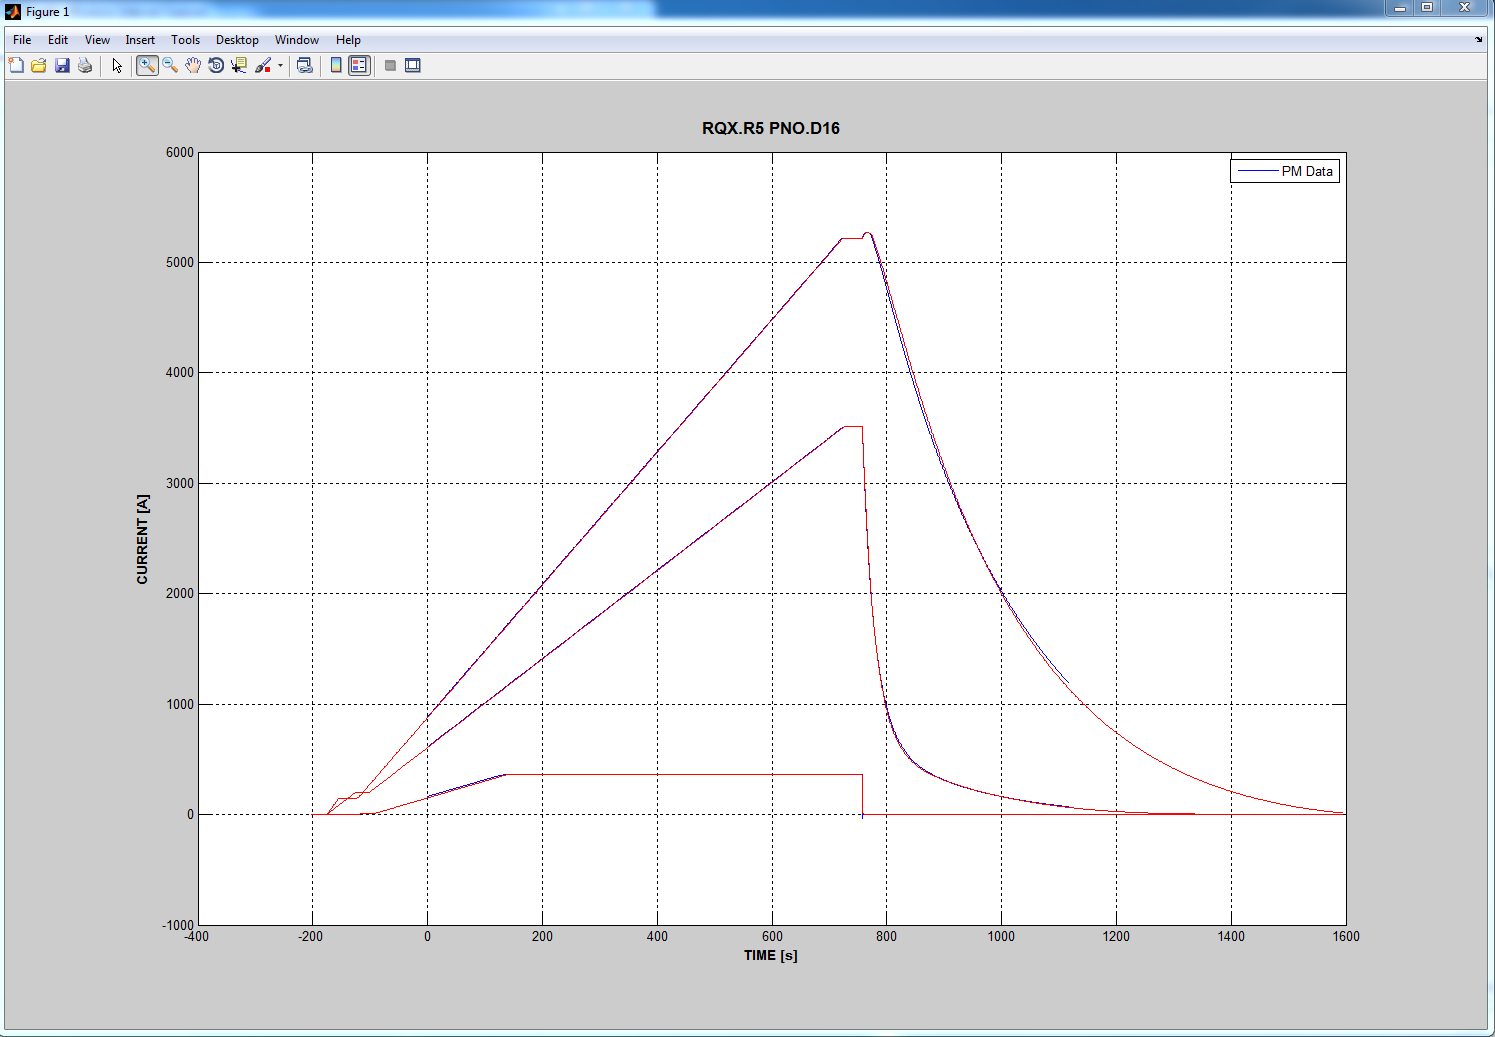 Figure 1
File Edit View Insert Tools Desktop Window Help
RQX.R5 PNO.D16
PM Data
6000
5000
4000
3000
2000
1000
0
-1000
CURRENT [A]
-400 -200 0 200 400 600 800 1000 1200 1400 1600
TIME [s]